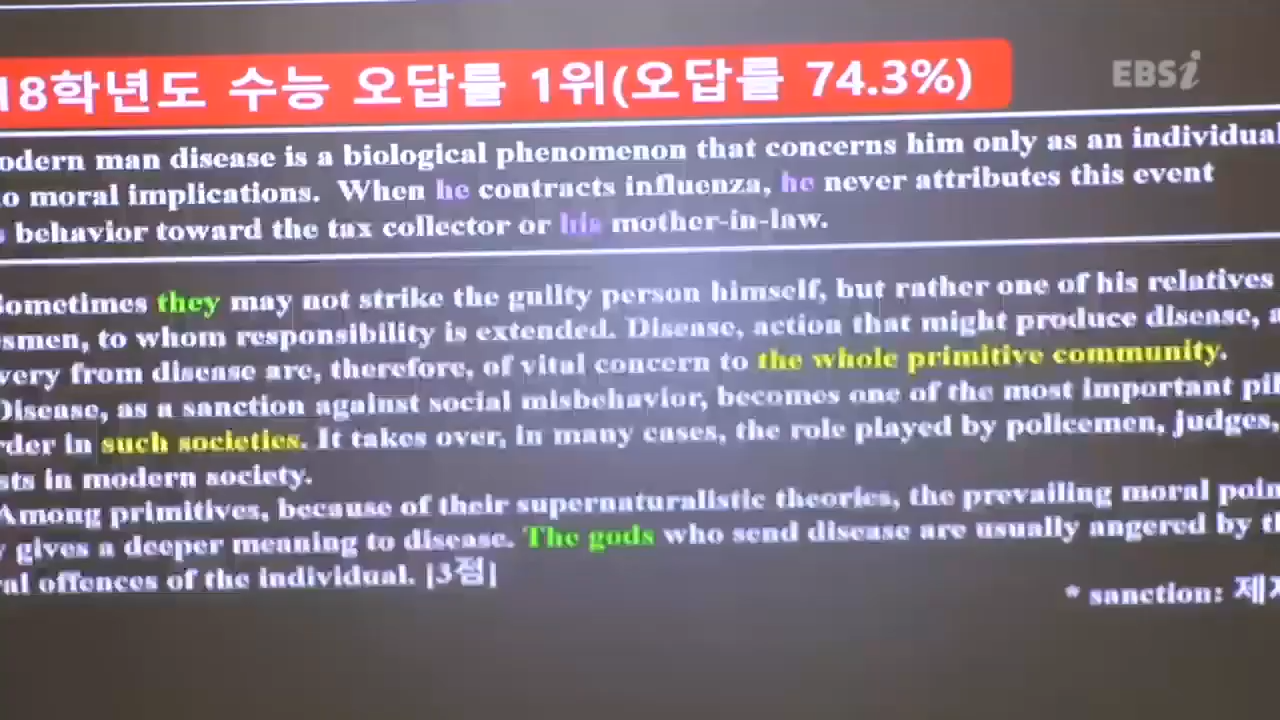 18학년도 수능 오답률 1위(오답률 74.3%)
EBSi
odern man disease is a biological phenomenon that concerns him only as an individual
o moral implications. When he contracts influenza, he never attributes this event
behavior toward the tax collector or his mother-in-law.
Sometimes they may not strike the guilty person himself, but rather one of his relatives
smen, to whom responsibility is extended. Disease, action that might produce disease, a
very from disease are, therefore, of vital concern to the whole primitive community.
Disease, as a sanction against social misbehavior, becomes one of the most important pil
rder in such societies. It takes over, in many cases, the role played by policemen, judges,
sts in modern society.
Among primitives, because of their supernaturalistic theories, the prevailing moral poin
y gives a deeper meaning to disease. The gods who send disease are usually angered by th
ral offences of the individual. [3점]
* sanction: 제